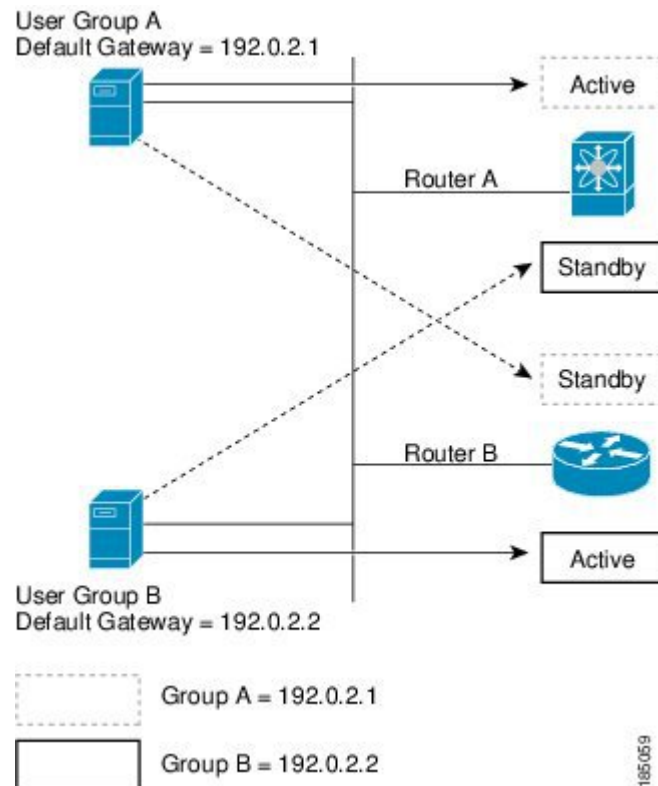 User Group A
Default Gateway = 192.0.2.1
Active
Router A
Standby
Standby
Router B
Active
User Group B
Default Gateway = 192.0.2.2
Group A = 192.0.2.1
Group B = 192.0.2.2
185059